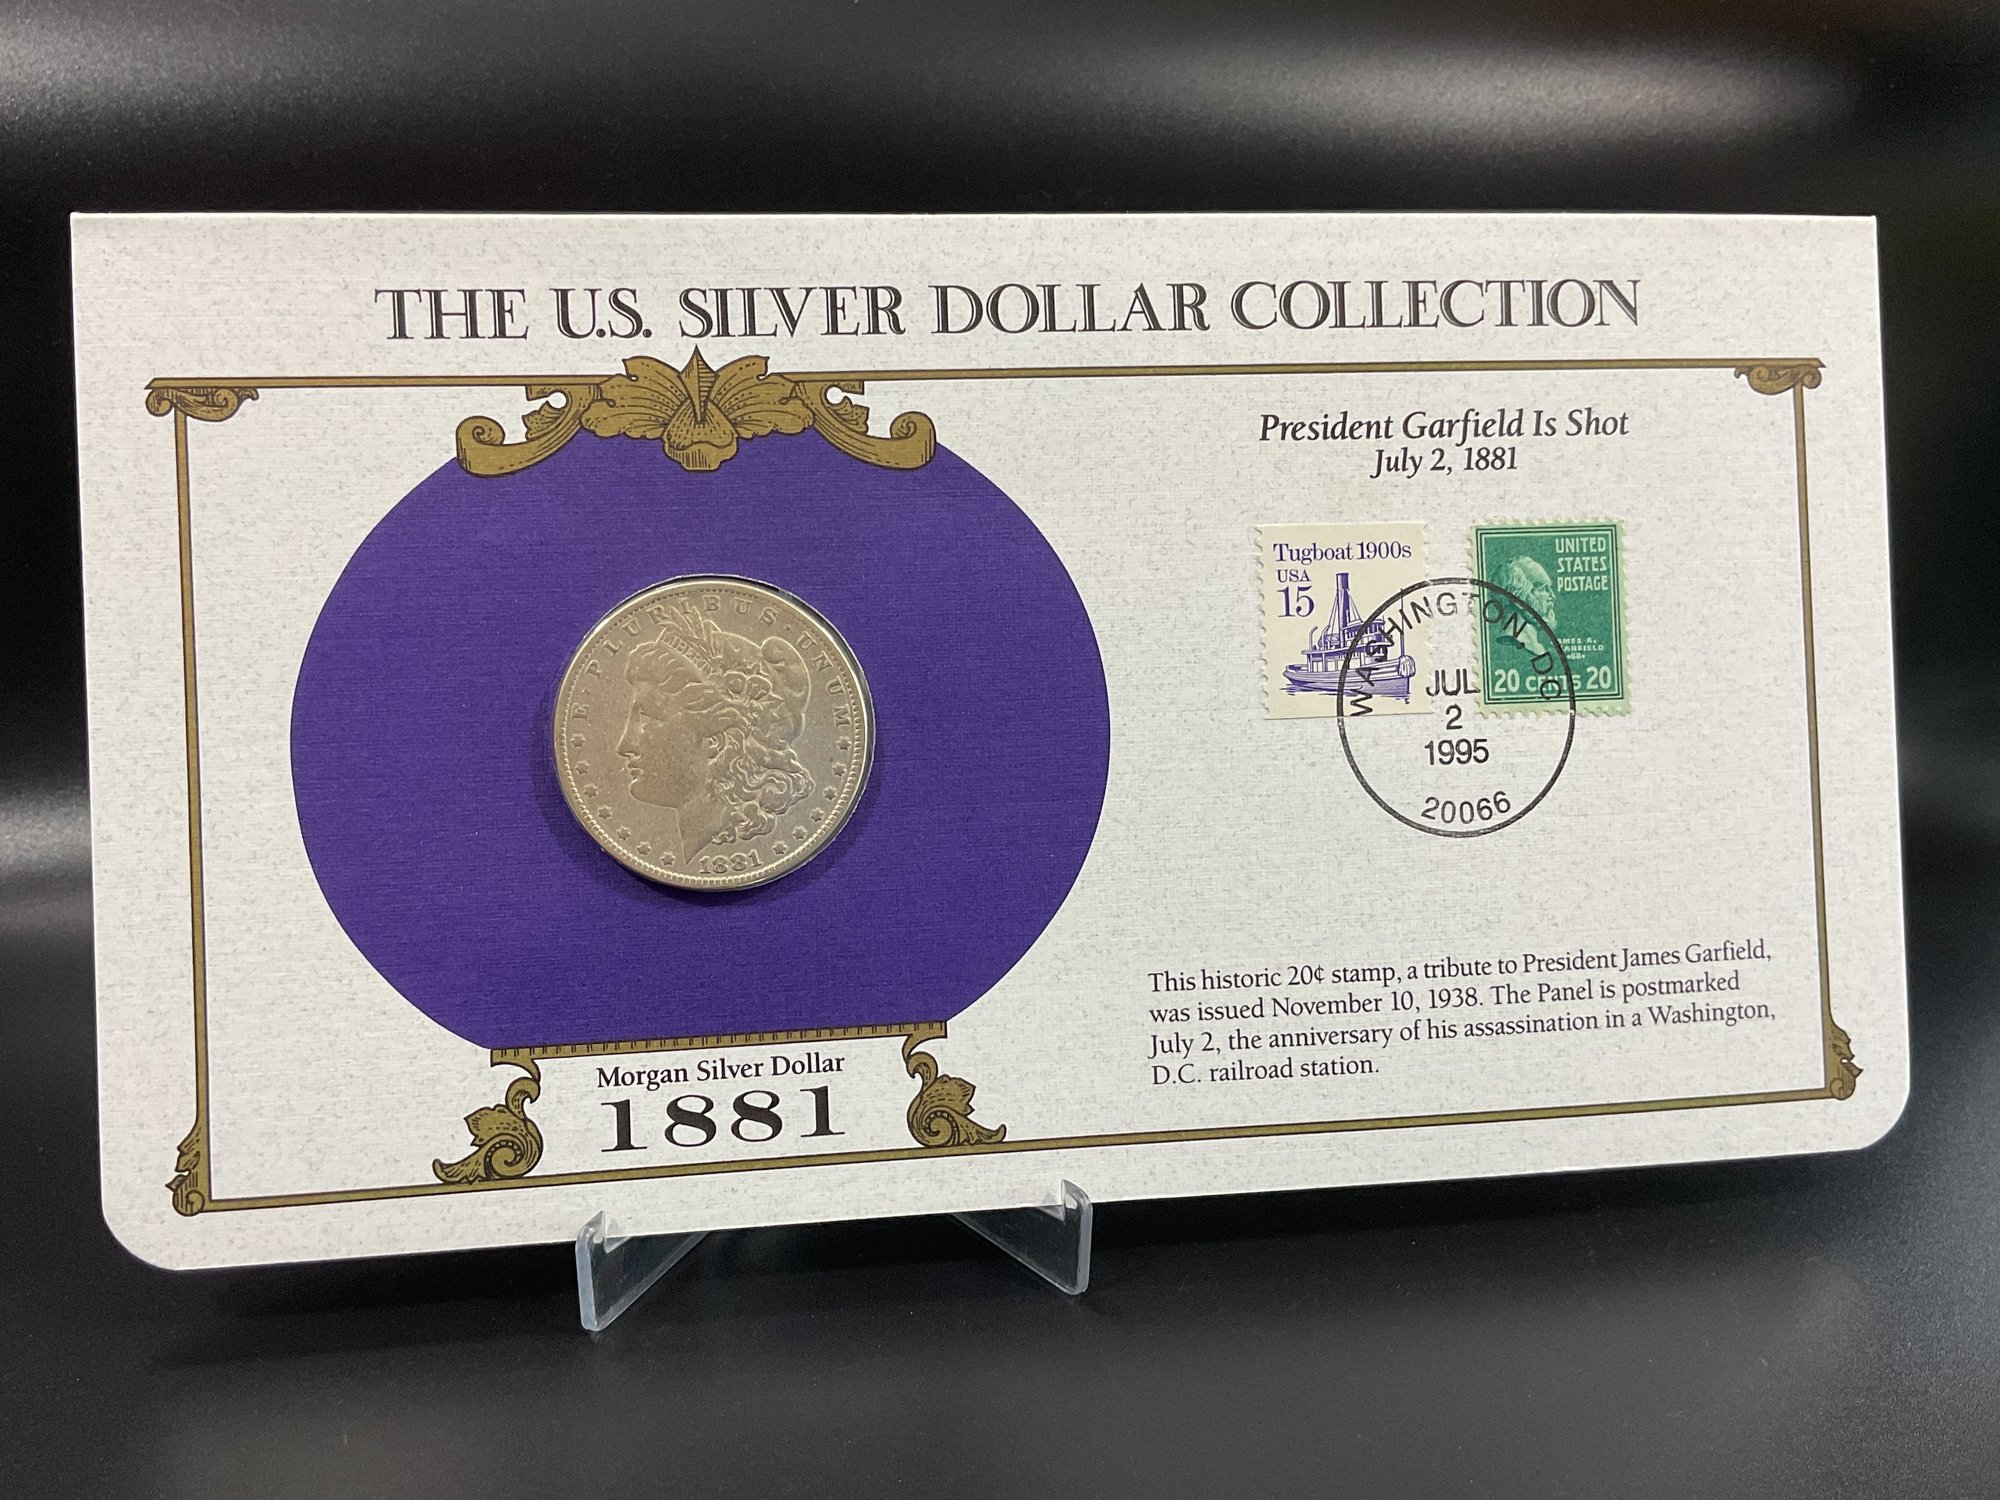 THE U.S. SILVER DOLLAR COLLECTION
President Garfield Is Shot
July 2, 1881
Tugboat 1900s
USA
15
UNITED
STATES
POSTAGE
20 CENTS 20
WASHINGTON, DC
JUL
2
1995
20066
E·PLURIBUS·UNUM
LIBERTY
1881
This historic 20¢ stamp, a tribute to President James Garfield,
was issued November 10, 1938. The Panel is postmarked
July 2, the anniversary of his assassination in a Washington,
D.C. railroad station.
Morgan Silver Dollar
1881